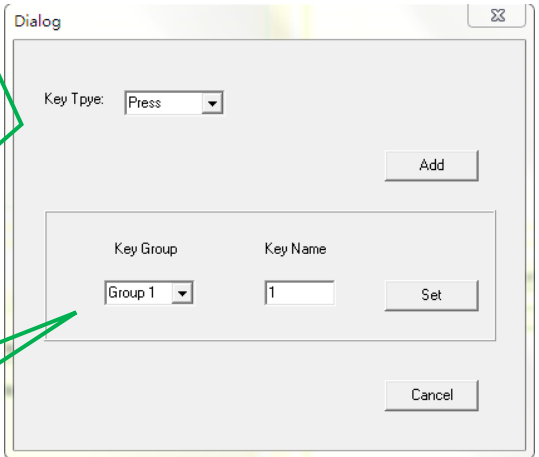 Dialog
Key Tpye: Press
Add
Key Group Key Name
Group 1 1 Set
Cancel